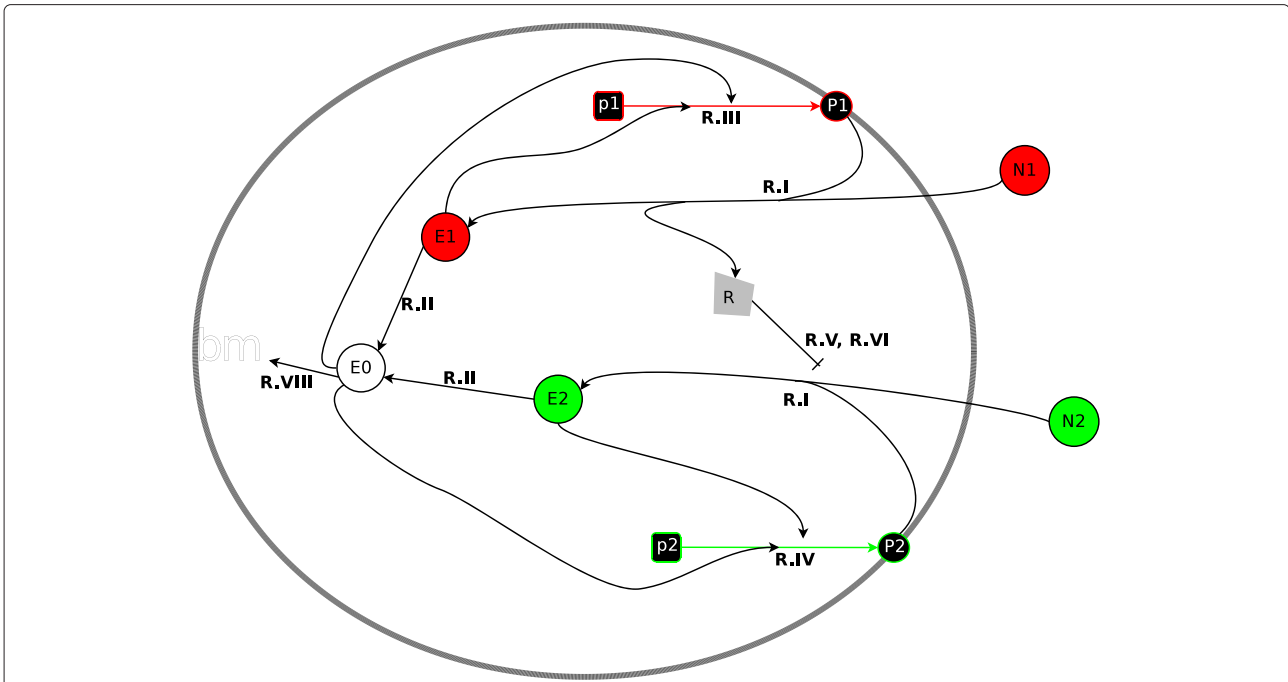 p1
P1
R.III
N1
R.I
E1
R
R.II
R.V, R.VI
bm
E0
R.VIII
R.II
E2
R.I
N2
p2
P2
R.IV